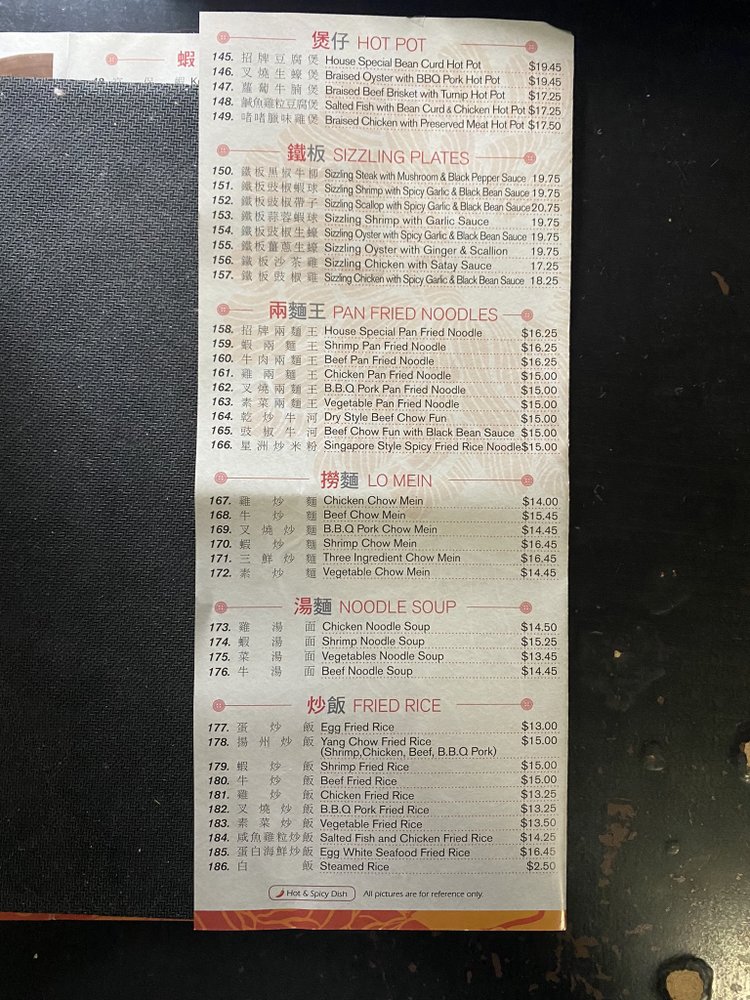 蝦
煲仔 HOT POT
145. 招牌豆腐煲 House Special Bean Curd Hot Pot $19.45
146. 叉燒生蠔煲 Braised Oyster with BBQ Pork Hot Pot $19.45
147. 蘿蔔牛腩煲 Braised Beef Brisket with Turnip Hot Pot $17.25
148. 鹹魚雞粒豆腐煲 Salted Fish with Bean Curd & Chicken Hot Pot $17.25
149. 啫啫臘味雞煲 Braised Chicken with Preserved Meat Hot Pot $17.50
鐵板 SIZZLING PLATES
150. 鐵板黑椒牛柳 Sizzling Steak with Mushroom & Black Pepper Sauce 19.75
151. 鐵板豉椒蝦球 Sizzling Shrimp with Spicy Garlic & Black Bean Sauce 19.75
152. 鐵板豉椒帶子 Sizzling Scallop with Spicy Garlic & Black Bean Sauce 20.75
153. 鐵板蒜蓉蝦球 Sizzling Shrimp with Garlic Sauce 19.75
154. 鐵板豉椒生蠔 Sizzling Oyster with Spicy Garlic & Black Bean Sauce 19.75
155. 鐵板薑蔥生蠔 Sizzling Oyster with Ginger & Scallion 19.75
156. 鐵板沙茶雞 Sizzling Chicken with Satay Sauce 17.25
157. 鐵板豉椒雞 Sizzling Chicken with Spicy Garlic & Black Bean Sauce 18.25
兩麵王 PAN FRIED NOODLES
158. 招牌兩麵王 House Special Pan Fried Noodle $16.25
159. 蝦兩麵王 Shrimp Pan Fried Noodle $16.25
160. 牛肉兩麵王 Beef Pan Fried Noodle $16.25
161. 雞兩麵王 Chicken Pan Fried Noodle $15.00
162. 叉燒兩麵王 B.B.Q Pork Pan Fried Noodle $15.00
163. 素菜兩麵王 Vegetable Pan Fried Noodle $15.00
164. 乾炒牛河 Dry Style Beef Chow Fun $15.00
165. 豉椒牛河 Beef Chow Fun with Black Bean Sauce $15.00
166. 星洲炒米粉 Singapore Style Spicy Fried Rice Noodle $15.00
撈麵 LO MEIN
167. 雞炒麵 Chicken Chow Mein $14.00
168. 牛炒麵 Beef Chow Mein $15.45
169. 叉燒炒麵 B.B.Q Pork Chow Mein $14.45
170. 蝦炒麵 Shrimp Chow Mein $16.45
171. 三鮮炒麵 Three Ingredient Chow Mein $16.45
172. 素炒麵 Vegetable Chow Mein $14.45
湯麵 NOODLE SOUP
173. 雞湯面 Chicken Noodle Soup $14.50
174. 蝦湯面 Shrimp Noodle Soup $15.25
175. 菜湯面 Vegetables Noodle Soup $13.45
176. 牛湯面 Beef Noodle Soup $14.45
炒飯 FRIED RICE
177. 蛋炒飯 Egg Fried Rice $13.00
178. 揚州炒飯 Yang Chow Fried Rice $15.00
(Shrimp,Chicken, Beef, B.B.Q Pork)
179. 蝦炒飯 Shrimp Fried Rice $15.00
180. 牛炒飯 Beef Fried Rice $15.00
181. 雞炒飯 Chicken Fried Rice $13.25
182. 叉燒炒飯 B.B.Q Pork Fried Rice $13.25
183. 素菜炒飯 Vegetable Fried Rice $13.50
184. 咸魚雞粒炒飯 Salted Fish and Chicken Fried Rice $14.25
185. 蛋白海鮮炒飯 Egg White Seafood Fried Rice $16.45
186. 白飯 Steamed Rice $2.50
Hot & Spicy Dish All pictures are for reference only.